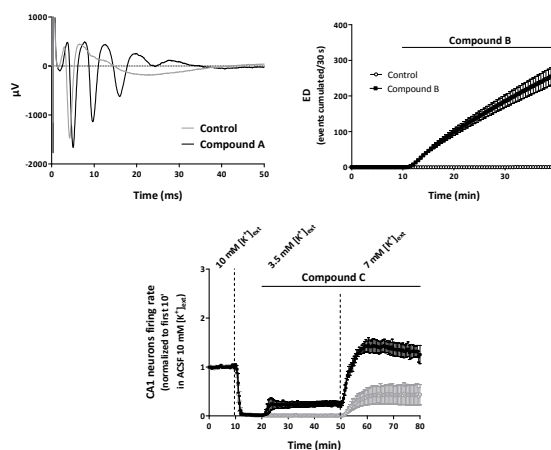 1000
0
-1000
-2000
µV
0
10
20
30
40
50
Time (ms)
Control
Compound A
Compound B
400
300
200
100
0
ED
(events cumulated/30 s)
Control
Compound B
0
10
20
30
Time (min)
10 mM [K⁺]ext
3.5 mM [K⁺]ext
7 mM [K⁺]ext
Compound C
3
2
1
0
CA1 neurons firing rate
(normalized to first 10'
in ACSF 10 mM [K⁺]ext)
0
10
20
30
40
50
60
70
80
Time (min)